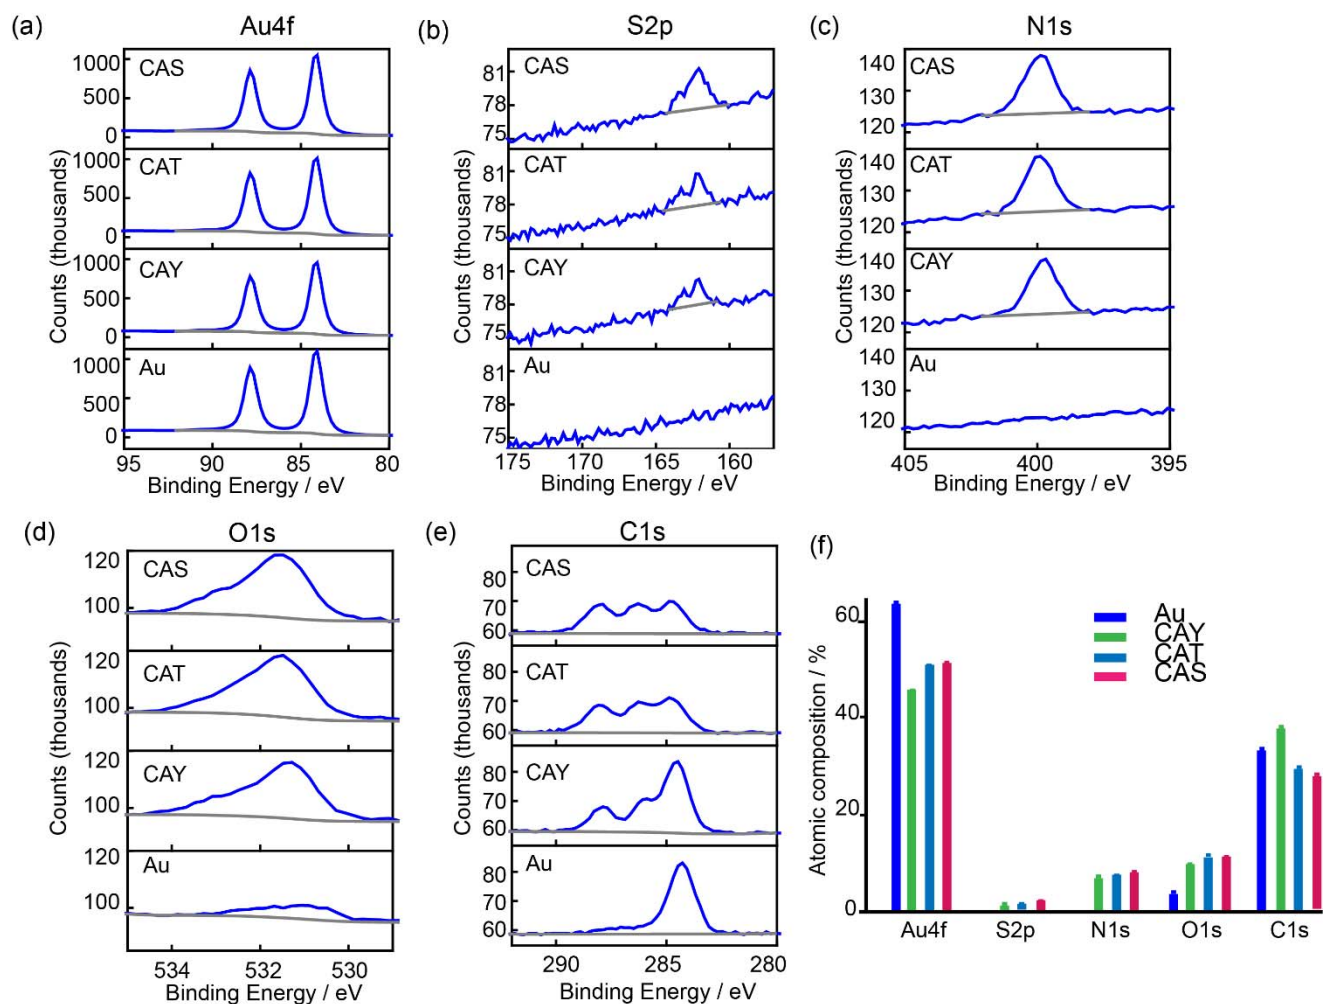 (a)
Au4f
CAS
1000
500
0
CAT
1000
500
0
CAY
1000
500
0
Au
1000
500
0
95
90
85
80
Counts (thousands)
Binding Energy / eV
(b)
S2p
CAS
81
78
75
CAT
81
78
75
CAY
81
78
75
Au
81
78
75
175
170
165
160
Binding Energy / eV
(c)
N1s
CAS
140
130
120
CAT
140
130
120
CAY
140
130
120
Au
140
130
120
405
400
395
Counts (thousands)
Binding Energy / eV
(d)
O1s
CAS
120
100
CAT
120
100
CAY
120
100
Au
120
100
534
532
530
Counts (thousands)
Binding Energy / eV
(e)
C1s
CAS
80
70
60
CAT
80
70
60
CAY
80
70
60
Au
80
70
60
290
285
280
Counts (thousands)
Binding Energy / eV
(f)
Au
CAY
CAT
CAS
60
40
20
0
Atomic composition / %
Au4f
S2p
N1s
O1s
C1s